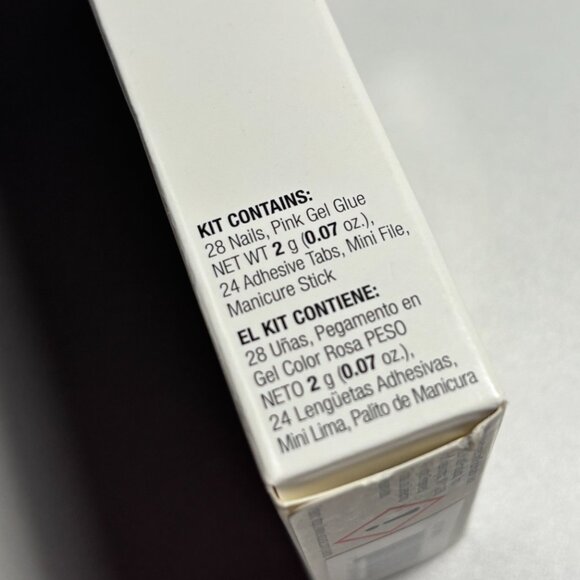 KIT CONTAINS:
28 Nails, Pink Gel Glue
NET WT 2 g (0.07 oz.),
24 Adhesive Tabs, Mini File,
Manicure Stick
EL KIT CONTIENE:
28 Uñas, Pegamento en
Gel Color Rosa PESO
NETO 2 g (0.07 oz.),
24 Lengüetas Adhesivas,
Mini Lima, Palito de Manicura